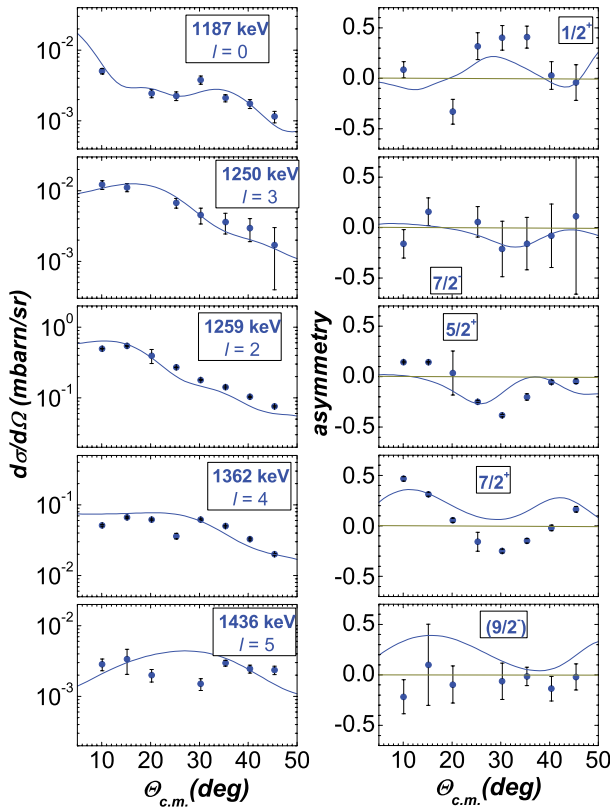 10⁻²
10⁻³
1187 keV
l = 0
0.5
0.0
-0.5
1/2⁺
10⁻²
10⁻³
1250 keV
l = 3
0.5
0.0
-0.5
7/2⁻
10⁰
10⁻¹
1259 keV
l = 2
0.5
0.0
-0.5
5/2⁺
10⁻¹
10⁻²
1362 keV
l = 4
0.5
0.0
-0.5
7/2⁺
10⁻²
10⁻³
1436 keV
l = 5
0.5
0.0
-0.5
(9/2⁻)
dσ/dΩ (mbarn/sr)
asymmetry
10 20 30 40 50
10 20 30 40 50
Θc.m.(deg)
Θc.m.(deg)